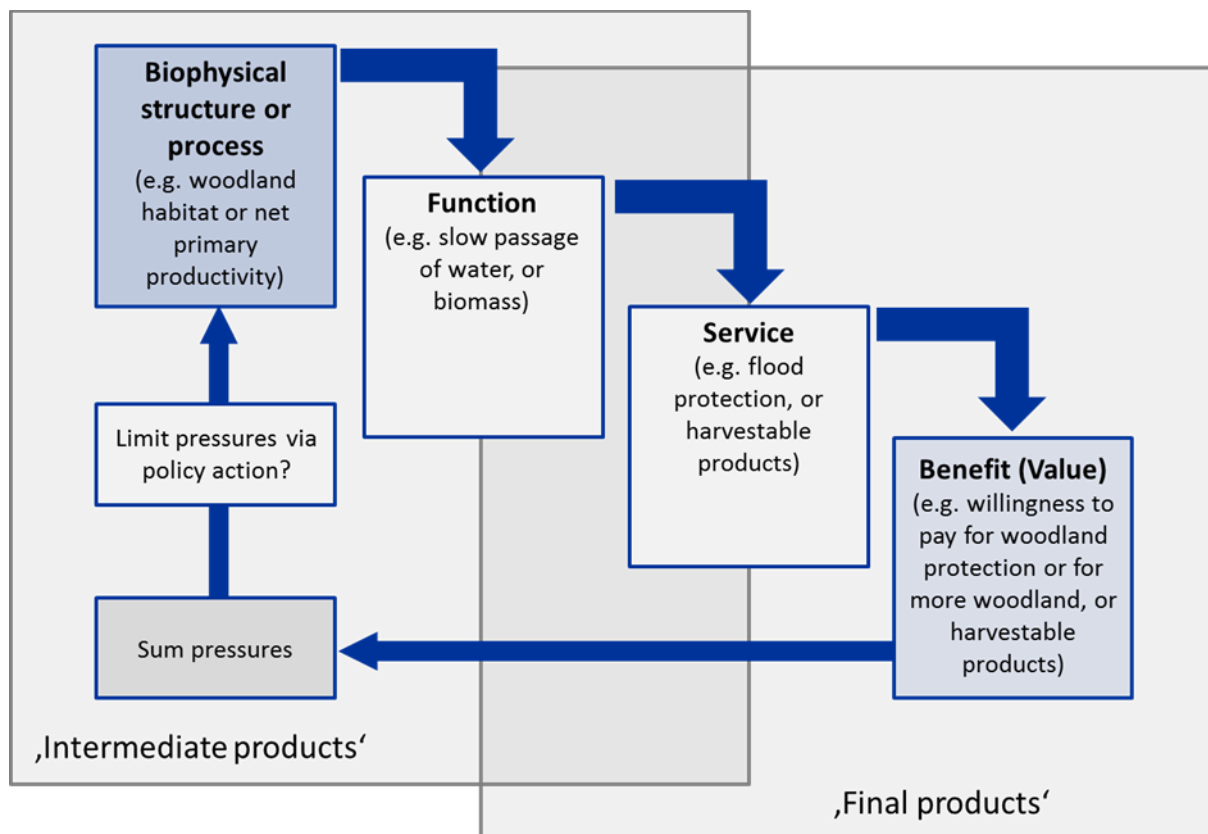 Biophysical
structure or
process
(e.g. woodland
habitat or net
primary
productivity)
Function
(e.g. slow passage
of water, or
biomass)
Service
(e.g. flood
protection, or
harvestable
products)
Benefit (Value)
(e.g. willingness to
pay for woodland
protection or for
more woodland, or
harvestable
products)
Limit pressures via
policy action?
Sum pressures
‚Intermediate products‘
‚Final products‘